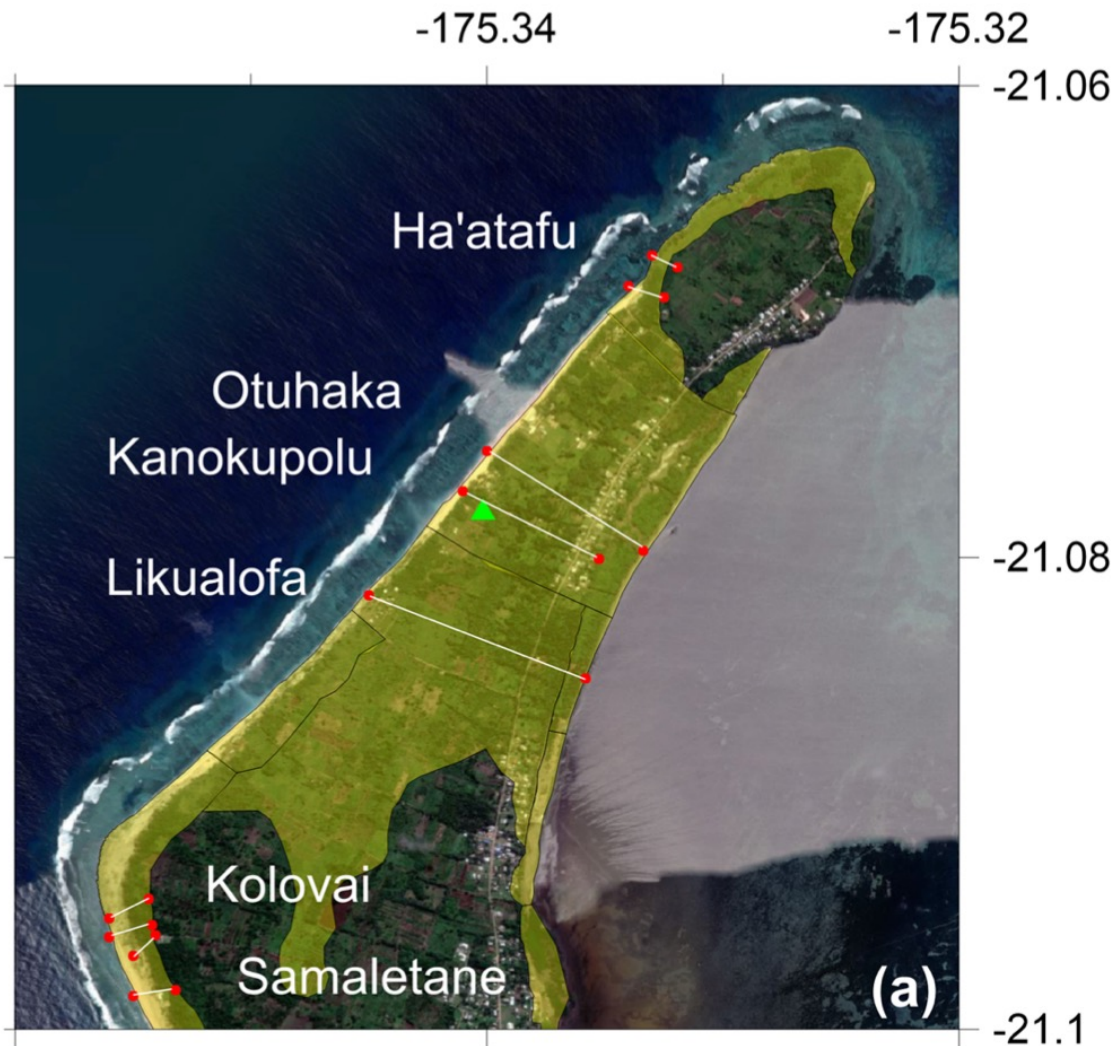 -175.34 -175.32
-21.06
Ha'atafu
Otuhaka
Kanokupolu
-21.08
Likualofa
Kolovai
Samaletane
(a)
-21.1